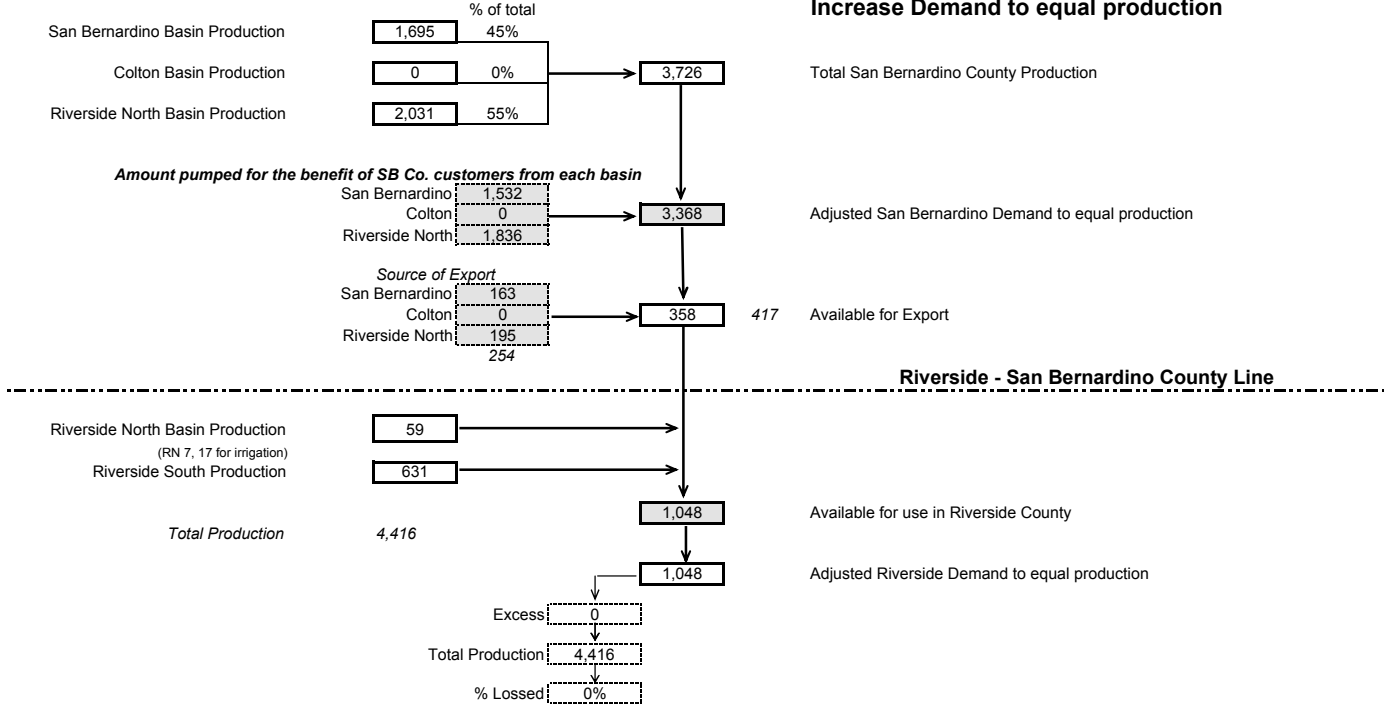 Increase Demand to equal production
% of total
San Bernardino Basin Production 1,695 45%
Colton Basin Production 0 0% 3,726 Total San Bernardino County Production
Riverside North Basin Production 2,031 55%
Amount pumped for the benefit of SB Co. customers from each basin
San Bernardino 1,532
Colton 0 3,368 Adjusted San Bernardino Demand to equal production
Riverside North 1,836
Source of Export
San Bernardino 163
Colton 0 358 417 Available for Export
Riverside North 195
254
Riverside - San Bernardino County Line
Riverside North Basin Production 59
(RN 7, 17 for irrigation)
Riverside South Production 631
1,048 Available for use in Riverside County
Total Production 4,416
1,048 Adjusted Riverside Demand to equal production
Excess 0
Total Production 4,416
% Lossed 0%